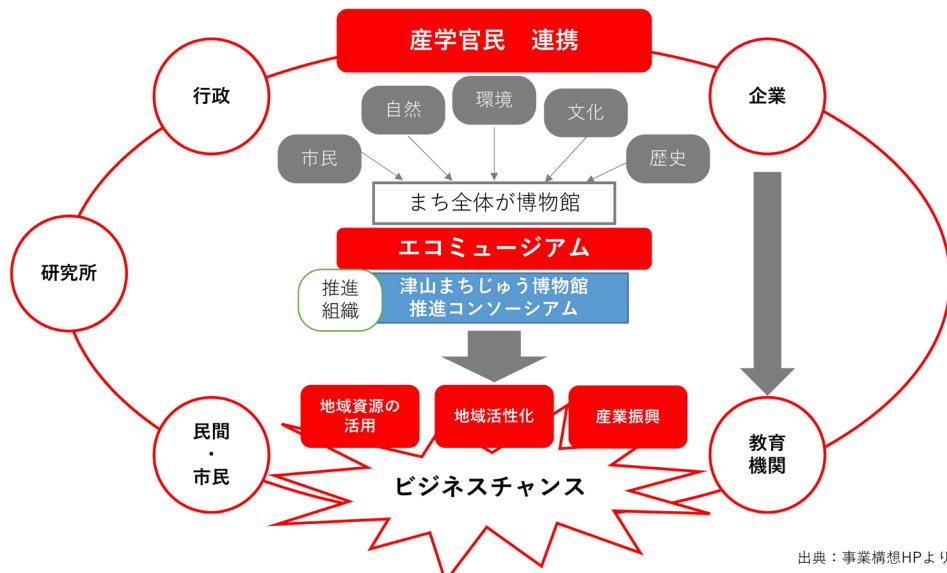 産学官民　連携
行政
企業
環境
自然
文化
市民
歴史
まち全体が博物館
エコミュージアム
研究所
推進
組織
津山まちじゅう博物館
推進コンソーシアム
地域資源の
活用
地域活性化
産業振興
民間
・
市民
教育
機関
ビジネスチャンス
出典：事業構想HPより